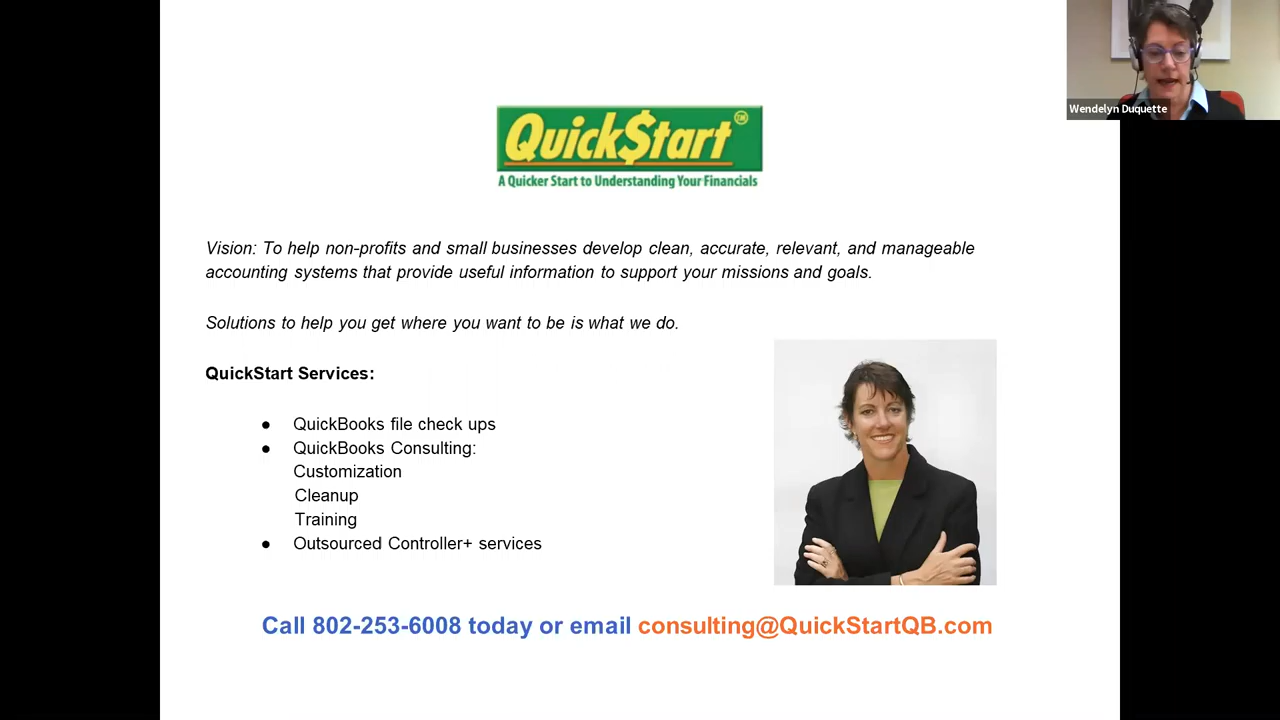 Wendelyn Duquette
Quick$tart TM
A Quicker Start to Understanding Your Financials
Vision: To help non-profits and small businesses develop clean, accurate, relevant, and manageable
accounting systems that provide useful information to support your missions and goals.
Solutions to help you get where you want to be is what we do.
QuickStart Services:
● QuickBooks file check ups
● QuickBooks Consulting:
Customization
Cleanup
Training
● Outsourced Controller+ services
Call 802-253-6008 today or email consulting@QuickStartQB.com